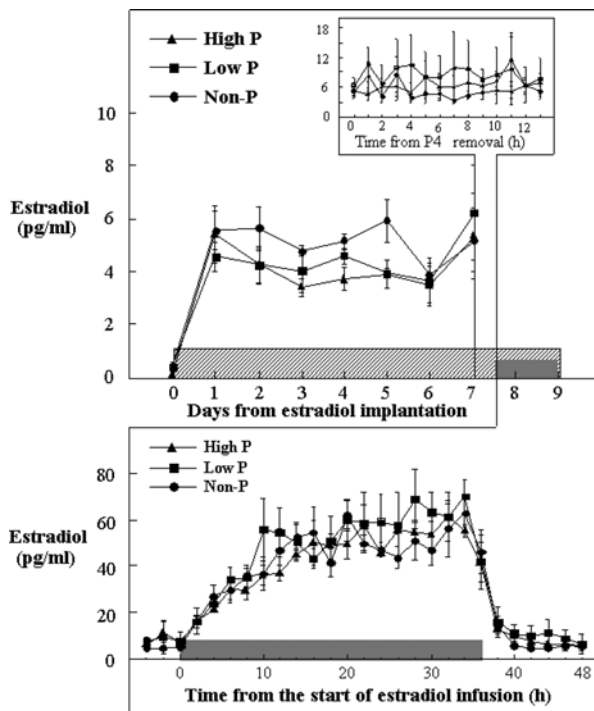 High P
Low P
Non-P
10
8
6
4
2
0
Estradiol
(pg/ml)
18
12
6
0
0 2 4 6 8 10 12
Time from P4 removal (h)
0 1 2 3 4 5 6 7 8 9
Days from estradiol implantation
High P
Low P
Non-P
80
60
40
20
0
Estradiol
(pg/ml)
0 10 20 30 40 48
Time from the start of estradiol infusion (h)